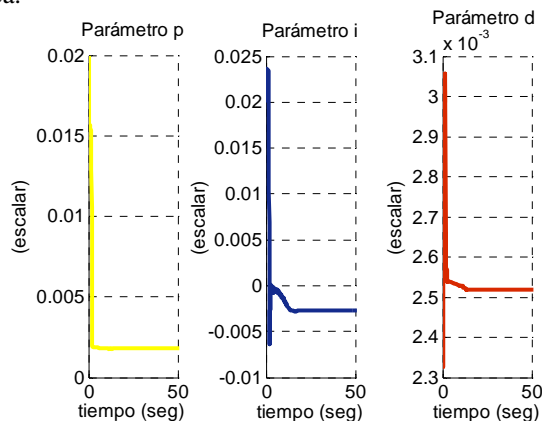 Parámetro p
0.02
0.015
0.01
0.005
0
(escalar)
0
50
tiempo (seg)
Parámetro i
0.025
0.02
0.015
0.01
0.005
0
-0.005
-0.01
(escalar)
0
50
tiempo (seg)
Parámetro d
x 10⁻³
3.1
3
2.9
2.8
2.7
2.6
2.5
2.4
2.3
(escalar)
0
50
tiempo (seg)